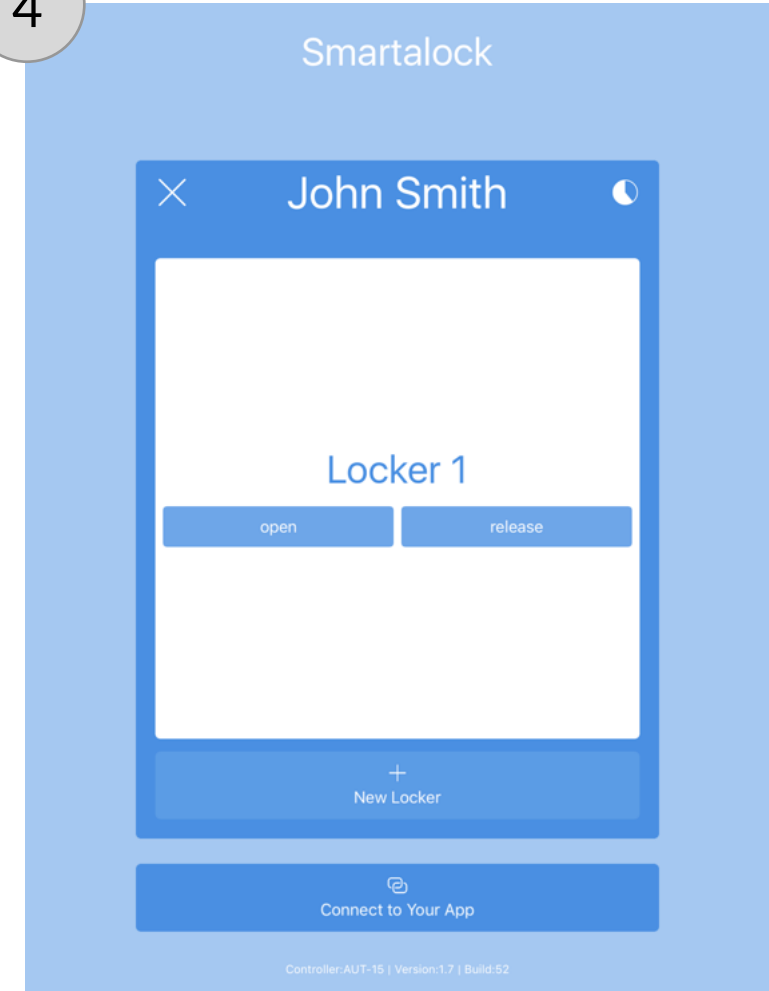 4
Smartalock
John Smith
Locker 1
open release
+
New Locker
Connect to Your App
Controller:AUT-15 | Version:1.7 | Build:52